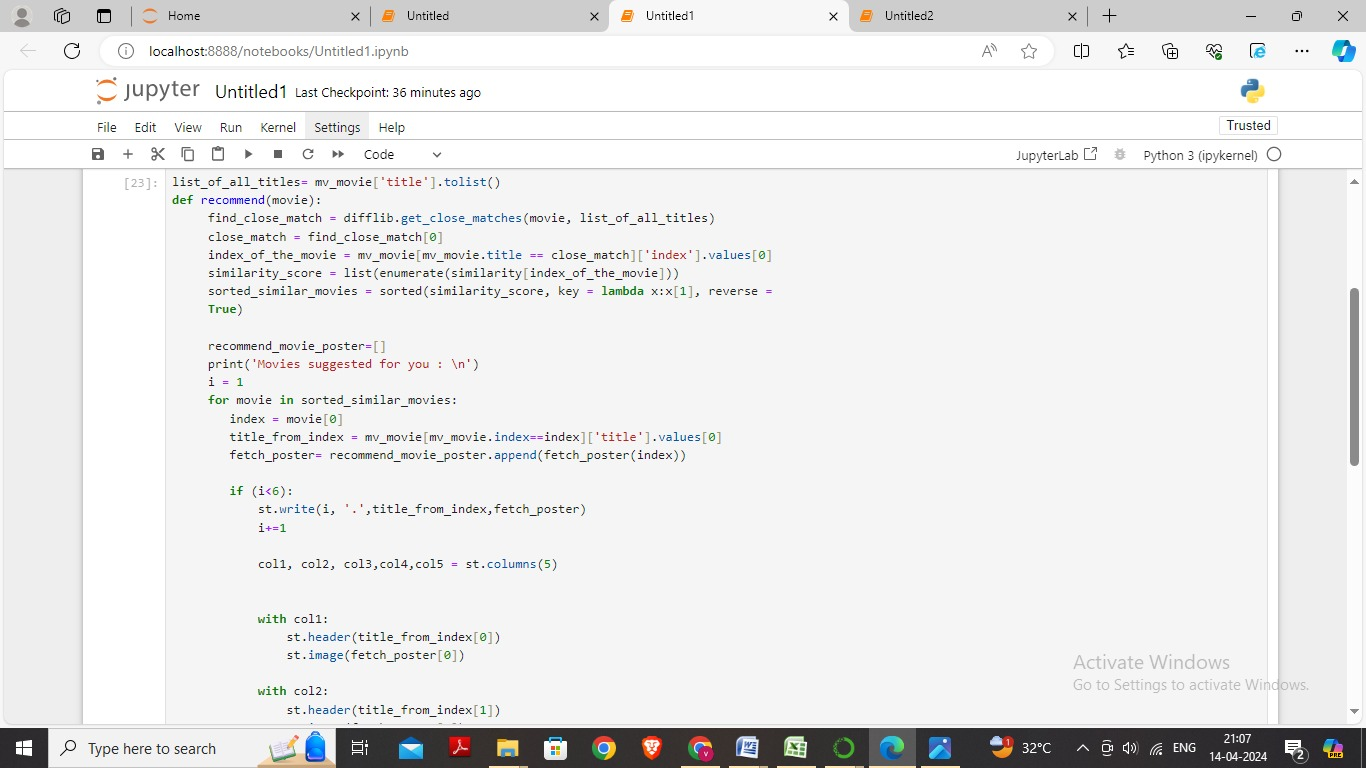 Home
Untitled
Untitled1
Untitled2
localhost:8888/notebooks/Untitled1.ipynb
jupyter Untitled1 Last Checkpoint: 36 minutes ago
File Edit View Run Kernel Settings Help
Trusted
Code
JupyterLab Python 3 (ipykernel)
[23]: list_of_all_titles= mv_movie['title'].tolist()
def recommend(movie):
find_close_match = difflib.get_close_matches(movie, list_of_all_titles)
close_match = find_close_match[0]
index_of_the_movie = mv_movie[mv_movie.title == close_match]['index'].values[0]
similarity_score = list(enumerate(similarity[index_of_the_movie]))
sorted_similar_movies = sorted(similarity_score, key = lambda x:x[1], reverse =
True)
recommend_movie_poster=[]
print('Movies suggested for you : \n')
i = 1
for movie in sorted_similar_movies:
index = movie[0]
title_from_index = mv_movie[mv_movie.index==index]['title'].values[0]
fetch_poster= recommend_movie_poster.append(fetch_poster(index))
if (i<6):
st.write(i, '.',title_from_index,fetch_poster)
i+=1
col1, col2, col3,col4,col5 = st.columns(5)
with col1:
st.header(title_from_index[0])
st.image(fetch_poster[0])
with col2:
st.header(title_from_index[1])
Activate Windows
Go to Settings to activate Windows.
Type here to search
32°C
ENG
21:07
14-04-2024
2
PRE